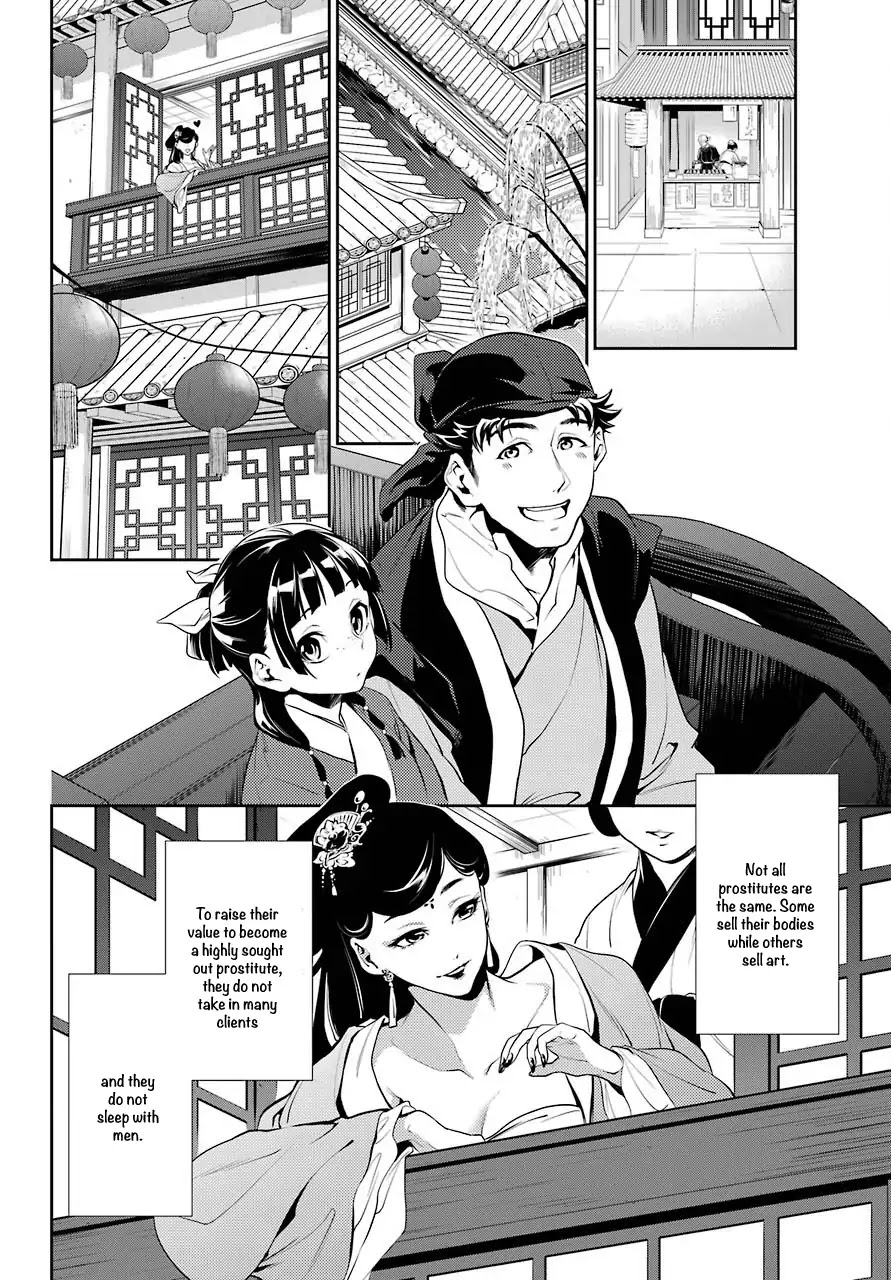 Not all
prostitutes are
the same. Some
sell their bodies
while others
sell art.
To raise their
value to become
a highly sought
out prostitute,
they do not
take in many
clients
and they
do not
sleep with
men.